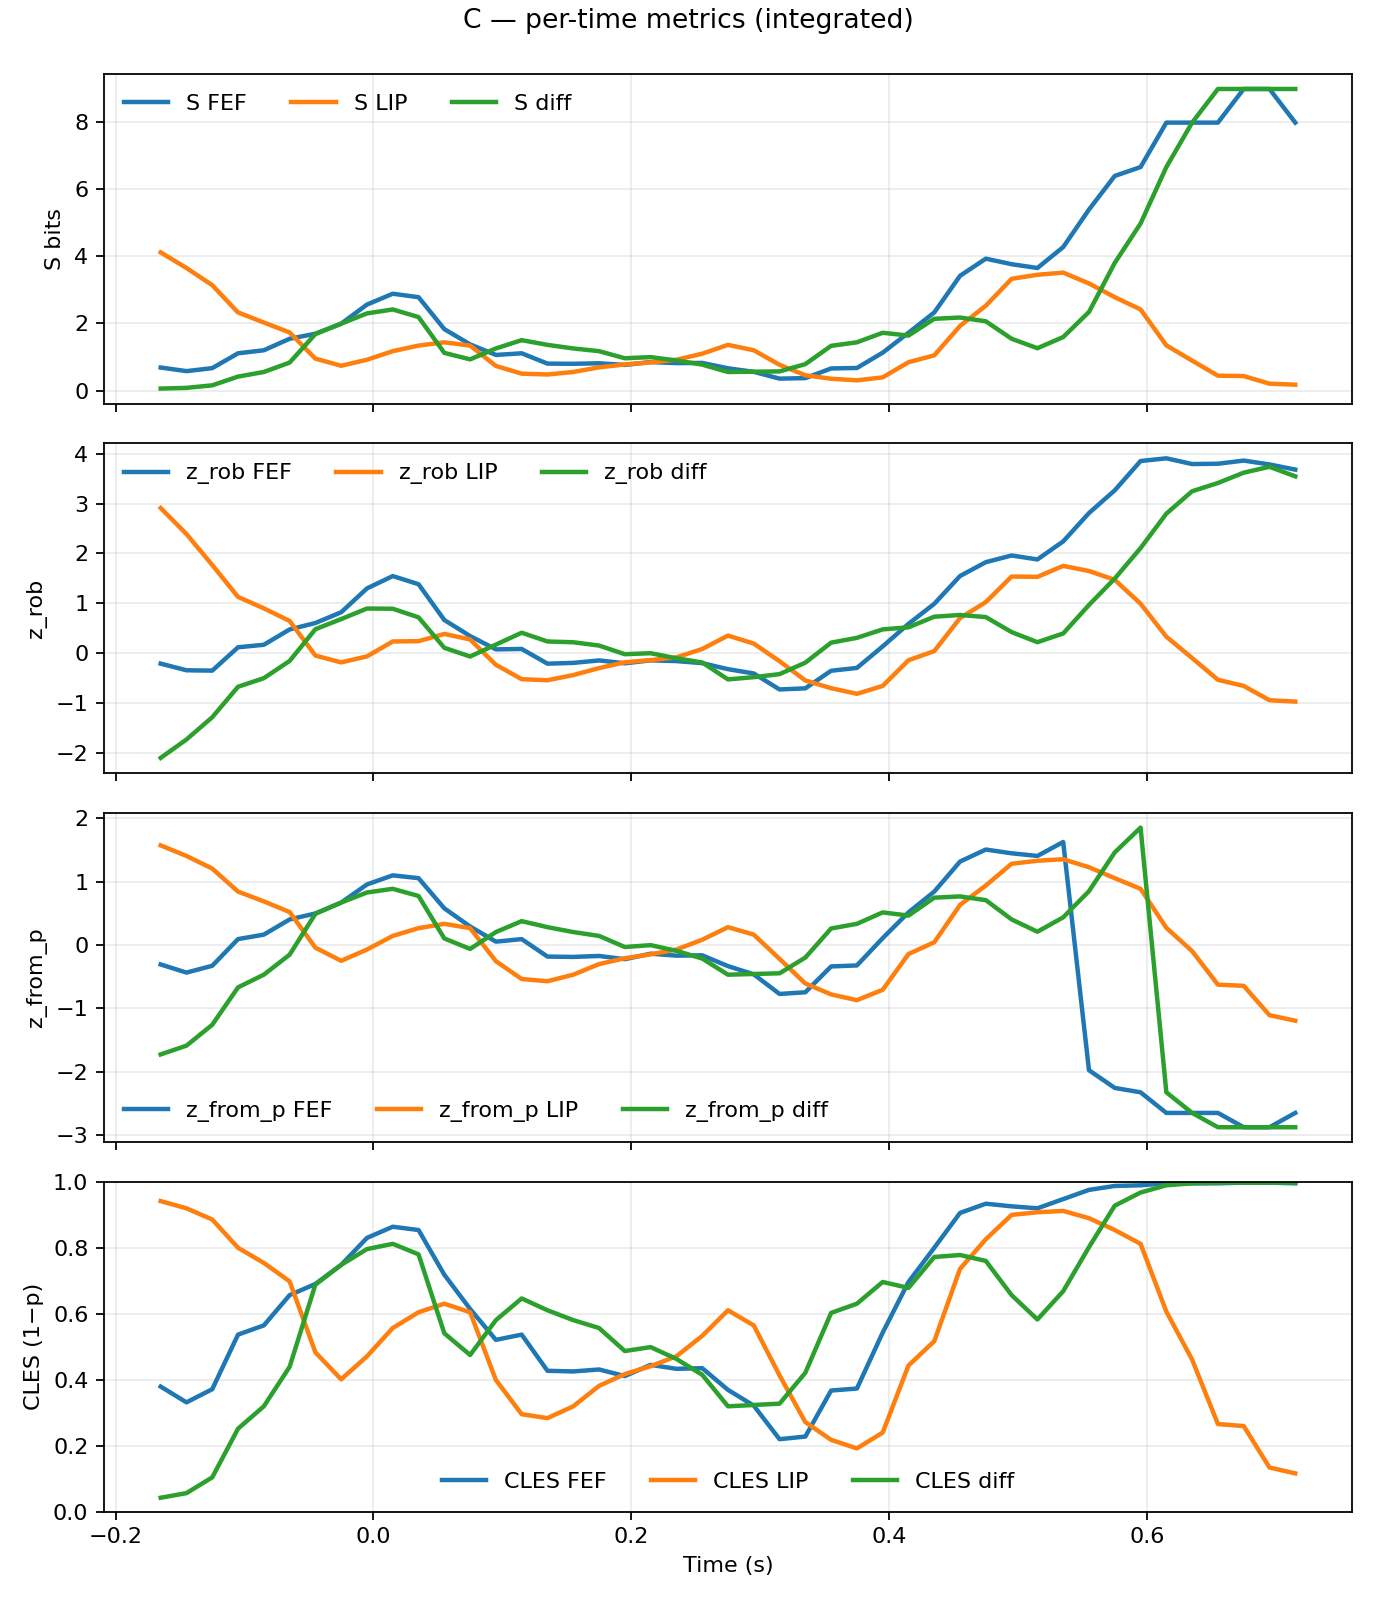 C — per-time metrics (integrated)
S FEF S LIP S diff
8
6
4
2
0
S bits
z_rob FEF z_rob LIP z_rob diff
4
3
2
1
0
−1
−2
z_rob
2
1
0
−1
−2
−3
z_from_p
z_from_p FEF z_from_p LIP z_from_p diff
1.0
0.8
0.6
0.4
0.2
0.0
CLES (1−p)
CLES FEF CLES LIP CLES diff
−0.2 0.0 0.2 0.4 0.6
Time (s)